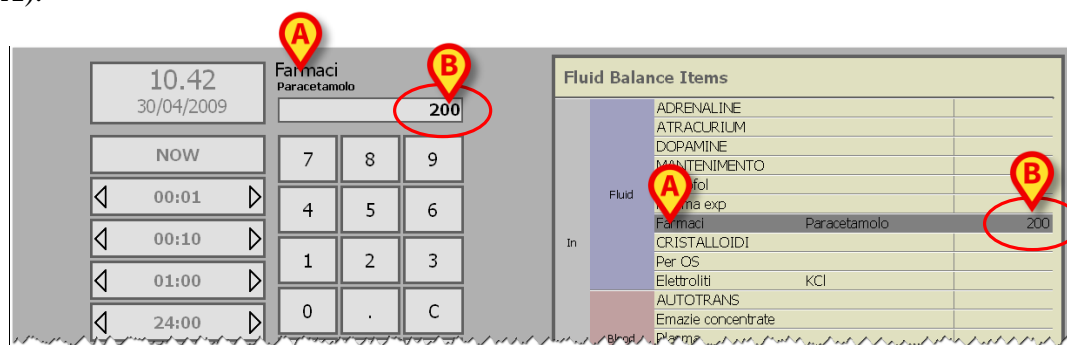 A
B
10.42
30/04/2009
Farmaci
Paracetamolo
200
NOW
00:01
00:10
01:00
24:00
7 8 9
4 5 6
1 2 3
0 . C
Fluid Balance Items
In
Fluid
ADRENALINE
ATRACURIUM
DOPAMINE
MANTENIMENTO
A
B
Farmaci Paracetamolo 200
CRISTALLOIDI
Per OS
Elettroliti KCl
AUTOTRANS
Emazie concentrate
Blood
Plasma